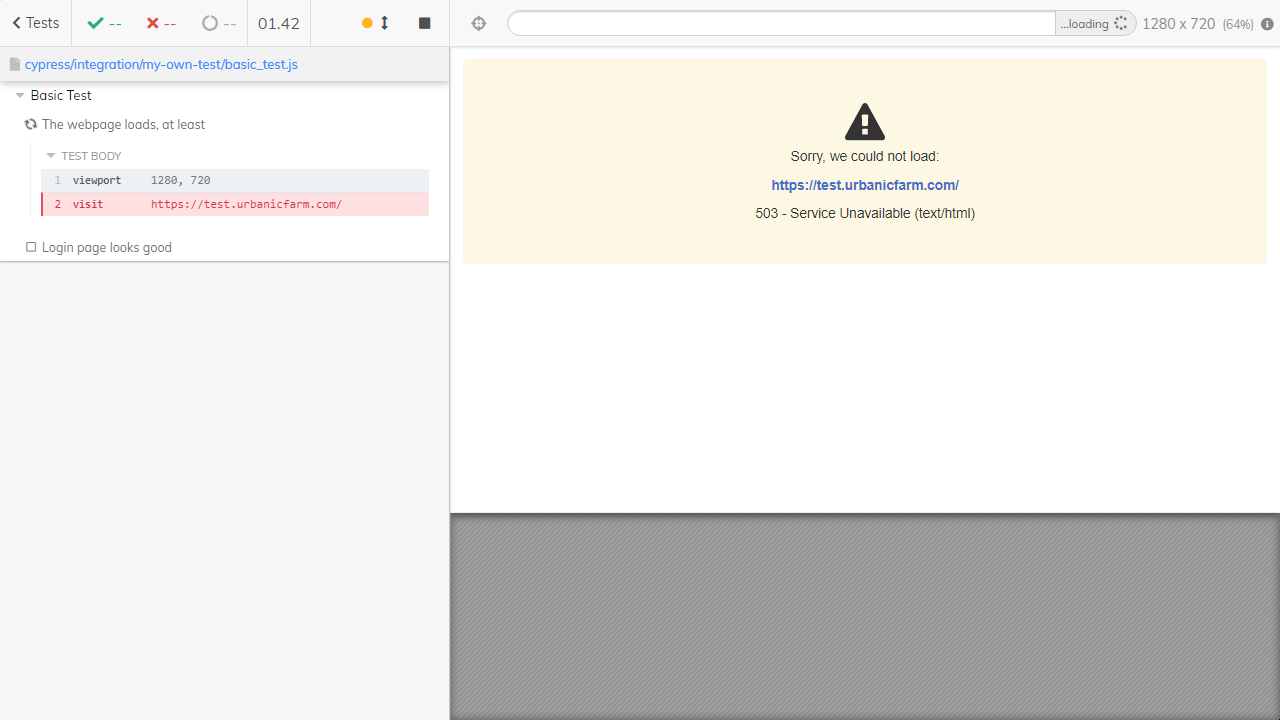 Tests -- -- -- 01.42
...loading 1280 x 720 (64%)
cypress/integration/my-own-test/basic_test.js
Basic Test
The webpage loads, at least
TEST BODY
1 viewport 1280, 720
2 visit https://test.urbanicfarm.com/
Login page looks good
Sorry, we could not load:
https://test.urbanicfarm.com/
503 - Service Unavailable (text/html)